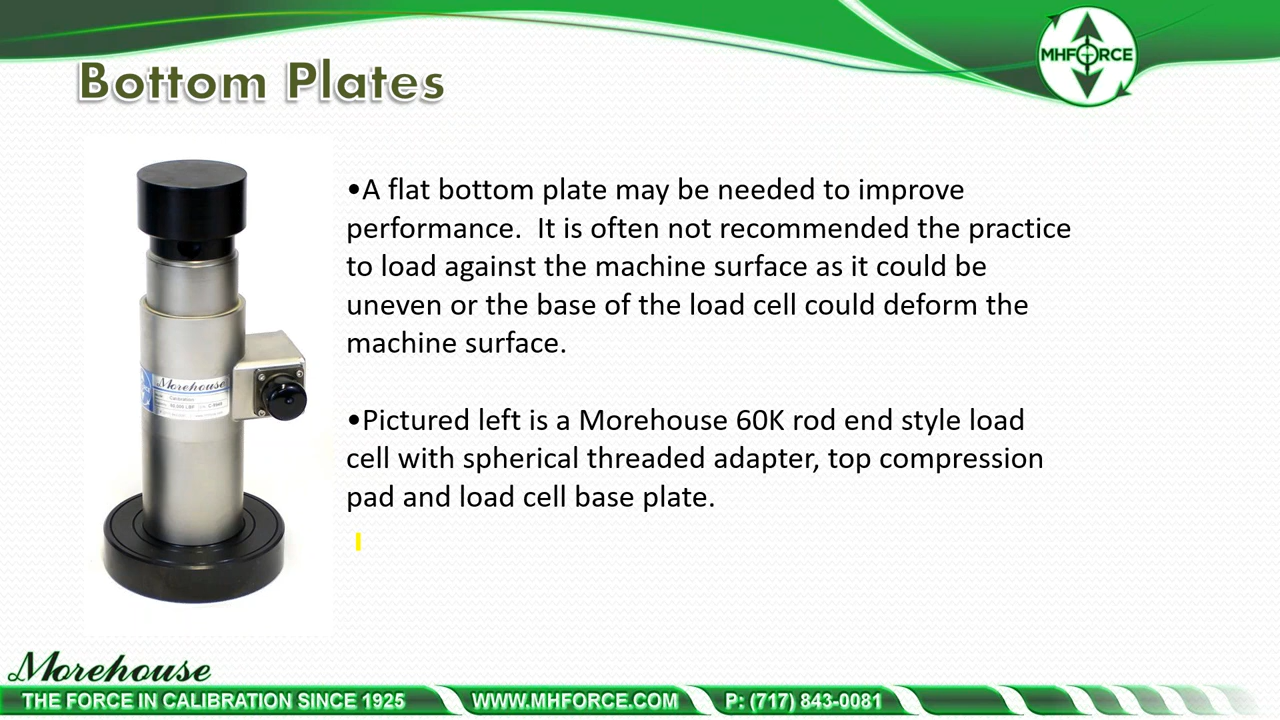 MHFORCE
Bottom Plates
•A flat bottom plate may be needed to improve
performance.  It is often not recommended the practice
to load against the machine surface as it could be
uneven or the base of the load cell could deform the
machine surface.
Morehouse
•Pictured left is a Morehouse 60K rod end style load
cell with spherical threaded adapter, top compression
pad and load cell base plate.
Morehouse
THE FORCE IN CALIBRATION SINCE 1925
WWW.MHFORCE.COM
P: (717) 843-0081